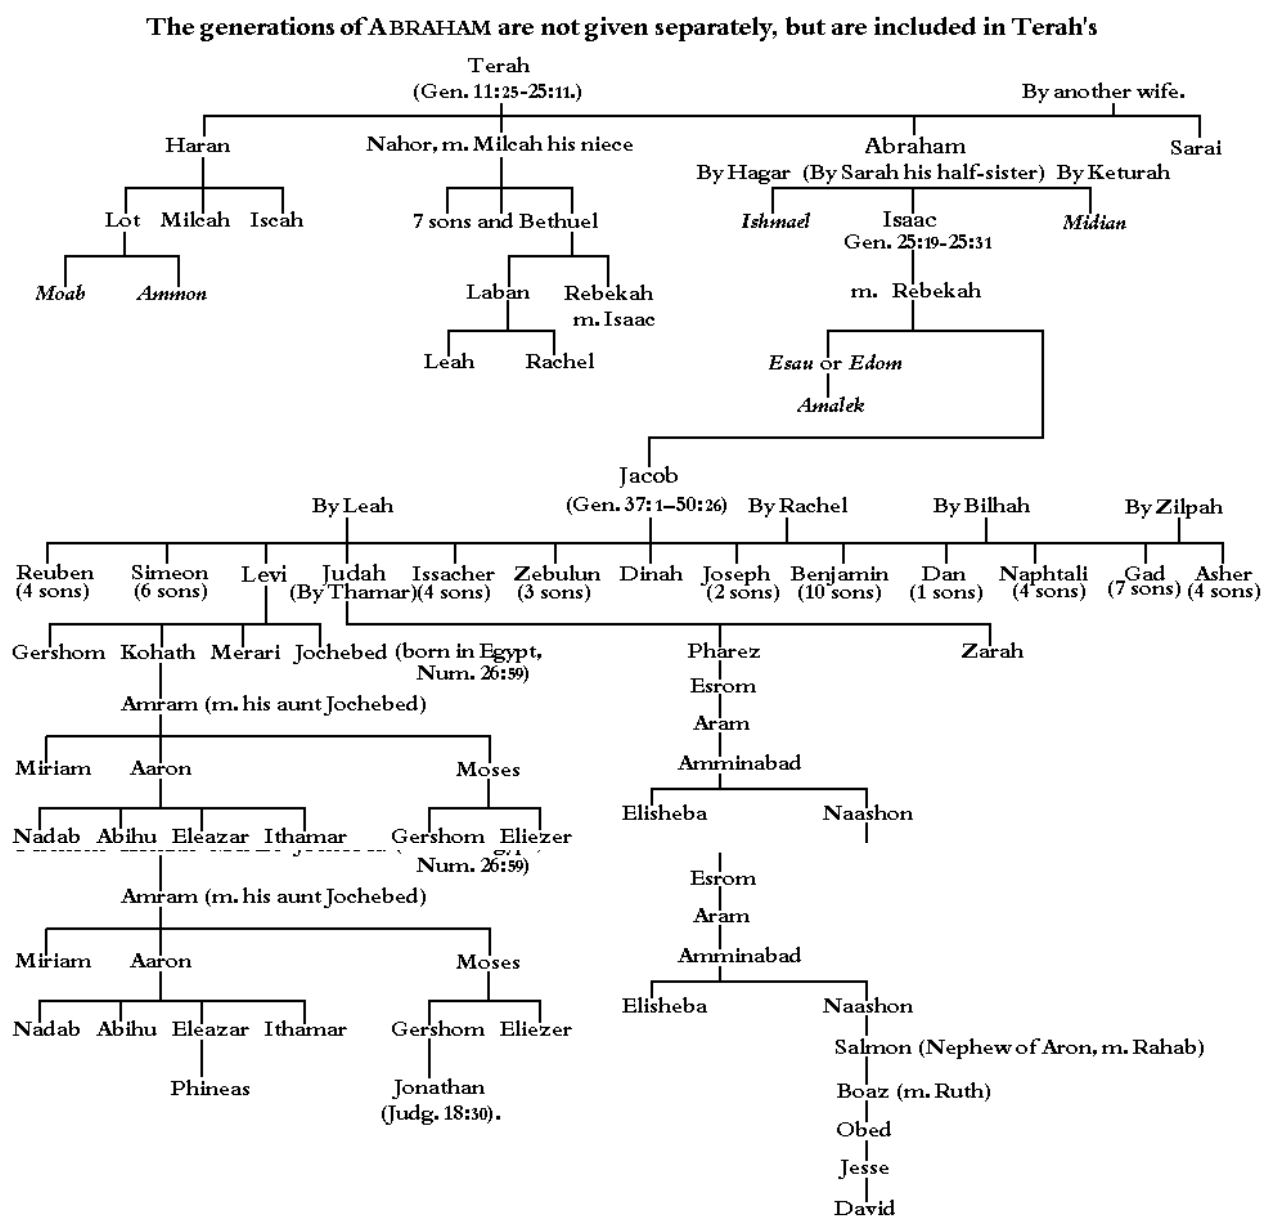 The generations of ABRAHAM are not given separately, but are included in Terah's
Terah
(Gen. 11:25-25:11.) By another wife.
Haran Nahor, m. Milcah his niece Abraham Sarai
By Hagar (By Sarah his half-sister) By Keturah
Lot Milcah Iscah 7 sons and Bethuel Ishmael Isaac Midian
Gen. 25:19-25:31
Moab Ammon Laban Rebekah m. Rebekah
m. Isaac
Leah Rachel Esau or Edom
Amalek
Jacob
By Leah (Gen. 37:1–50:26) By Rachel By Bilhah By Zilpah
Reuben Simeon Levi Judah Issacher Zebulun Dinah Joseph Benjamin Dan Naphtali Gad Asher
(4 sons) (6 sons) (By Thamar) (4 sons) (3 sons) (2 sons) (10 sons) (1 sons) (4 sons) (7 sons) (4 sons)
Gershom Kohath Merari Jochebed (born in Egypt, Pharez Zarah
Num. 26:59)
Esrom
Amram (m. his aunt Jochebed)
Aram
Miriam Aaron Moses Amminabad
Elisheba Naashon
Nadab Abihu Eleazar Ithamar Gershom Eliezer
Num. 26:59)
Esrom
Amram (m. his aunt Jochebed)
Aram
Miriam Aaron Moses Amminabad
Elisheba Naashon
Nadab Abihu Eleazar Ithamar Gershom Eliezer
Salmon (Nephew of Aron, m. Rahab)
Phineas Jonathan Boaz (m. Ruth)
(Judg. 18:30).
Obed
Jesse
David